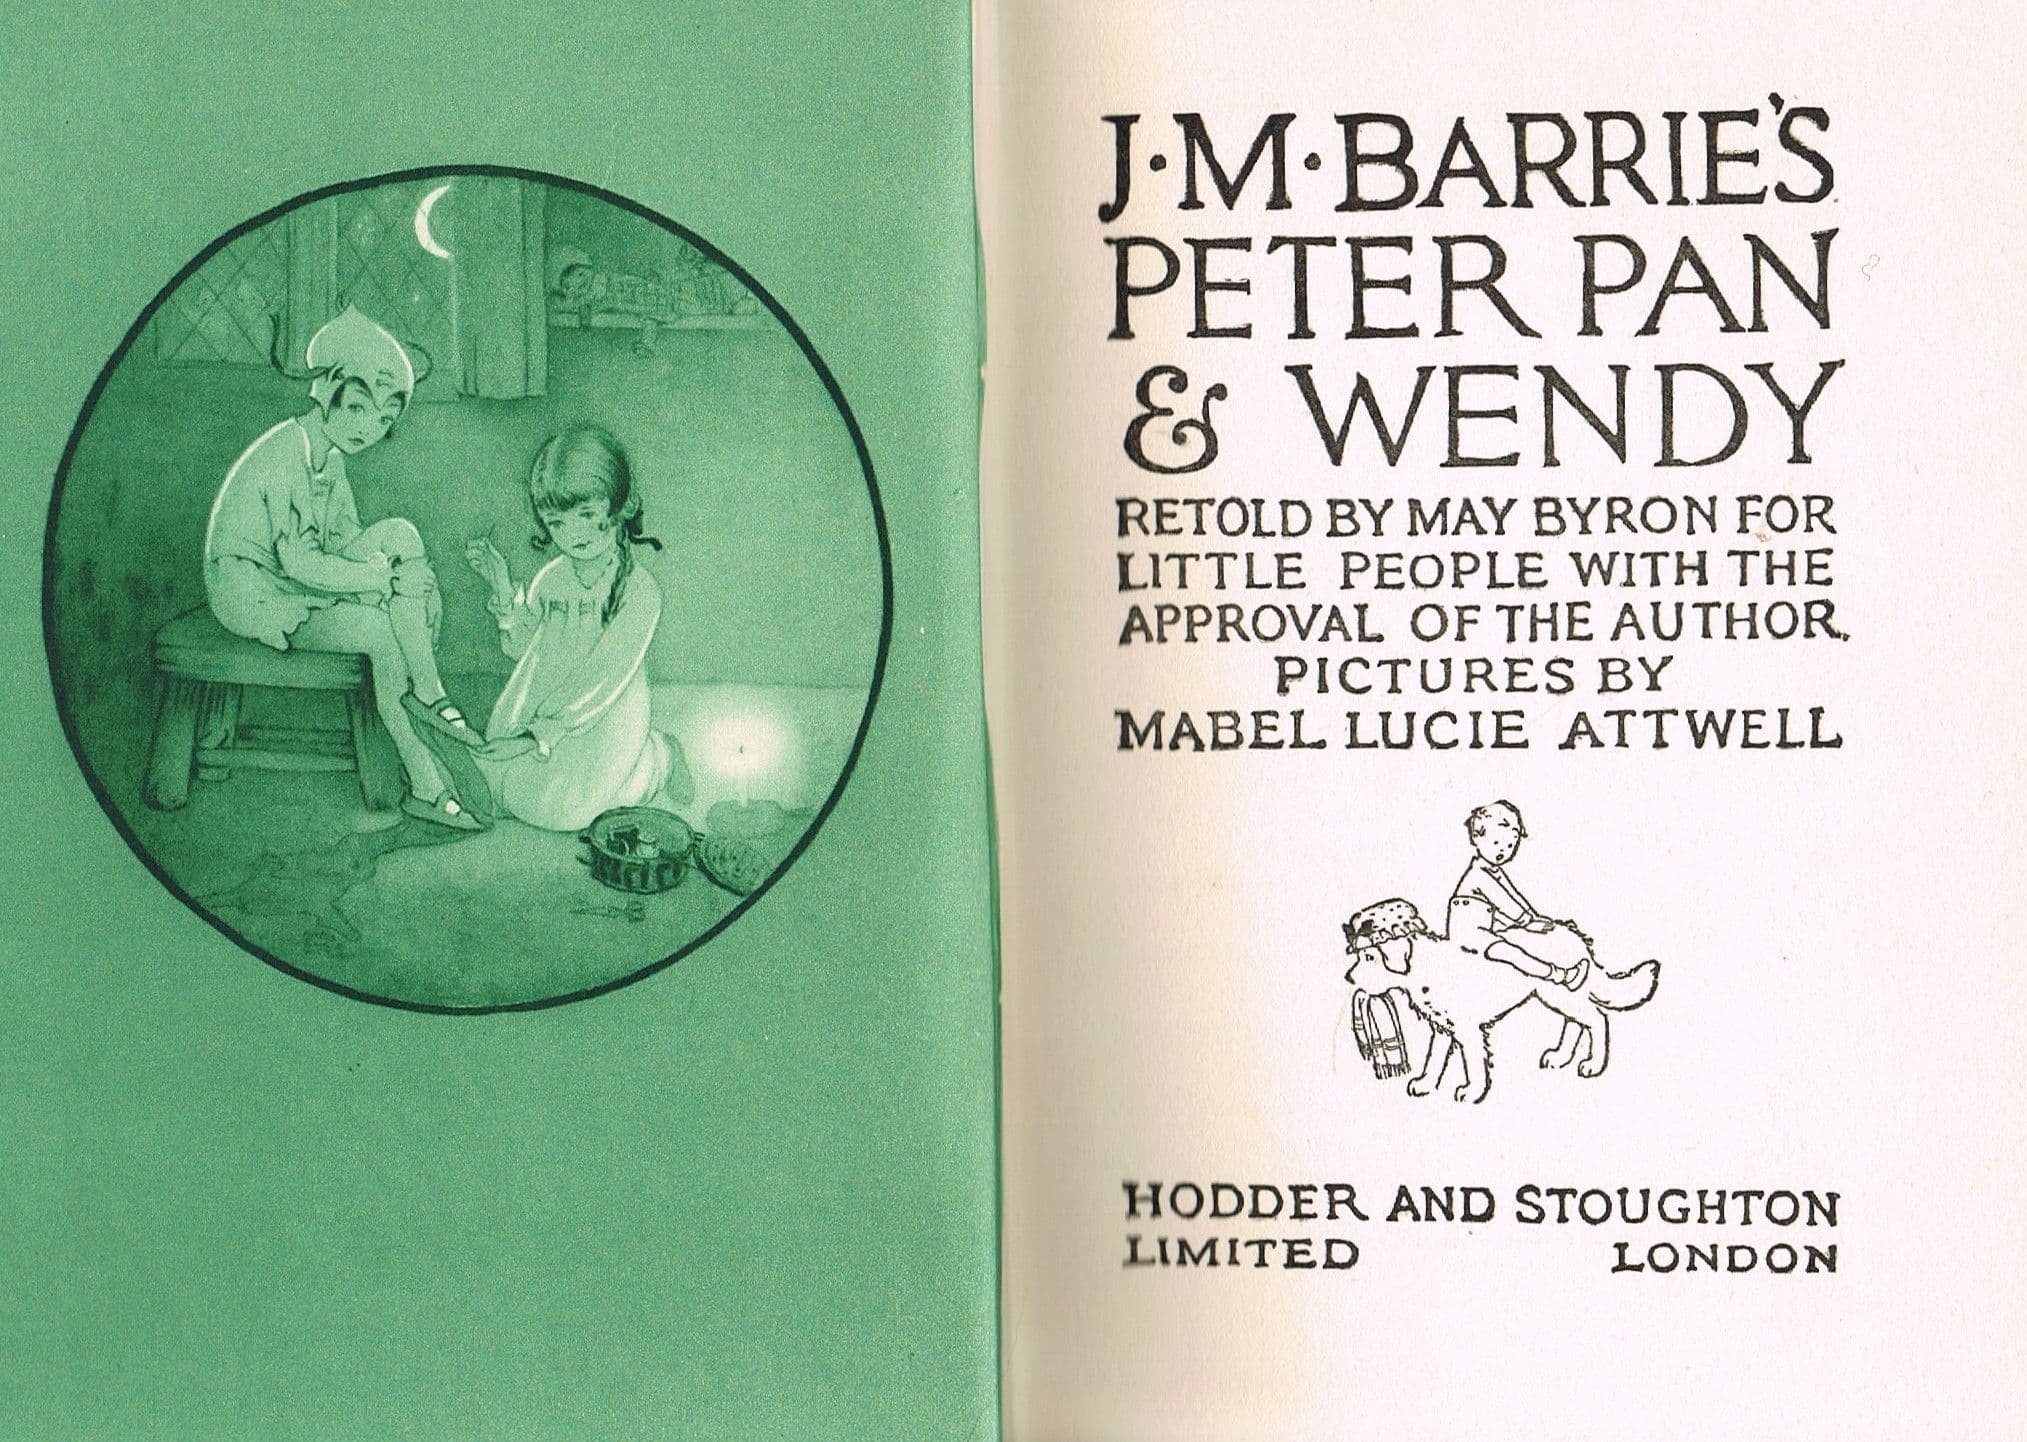 J·M·BARRIE'S
PETER PAN
& WENDY
RETOLD BY MAY BYRON FOR
LITTLE PEOPLE WITH THE
APPROVAL OF THE AUTHOR.
PICTURES BY
MABEL LUCIE ATTWELL
HODDER AND STOUGHTON
LIMITED LONDON